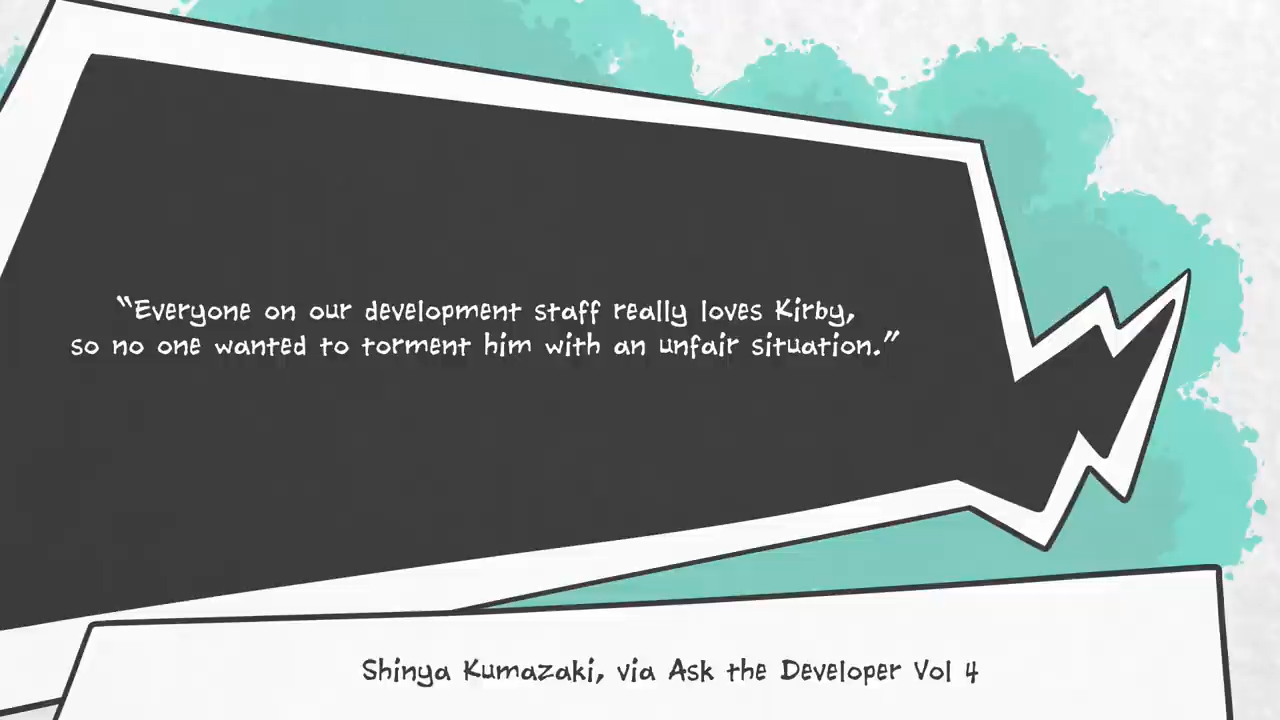 “Everyone on our development staff really loves Kirby,
so no one wanted to torment him with an unfair situation.”
Shinya Kumazaki, via Ask the Developer Vol 4